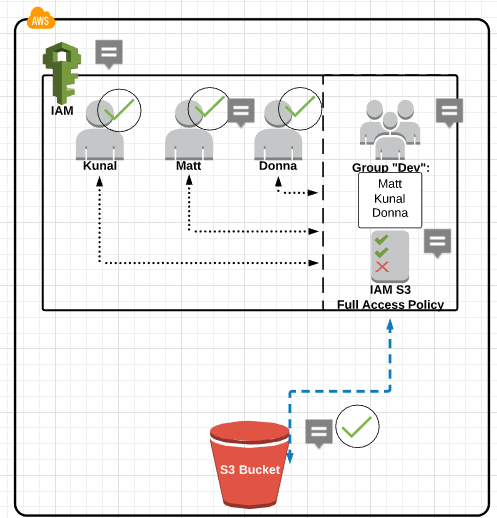 AWS
IAM
Kunal
Matt
Donna
Group "Dev":
Matt
Kunal
Donna
IAM S3
Full Access Policy
S3 Bucket